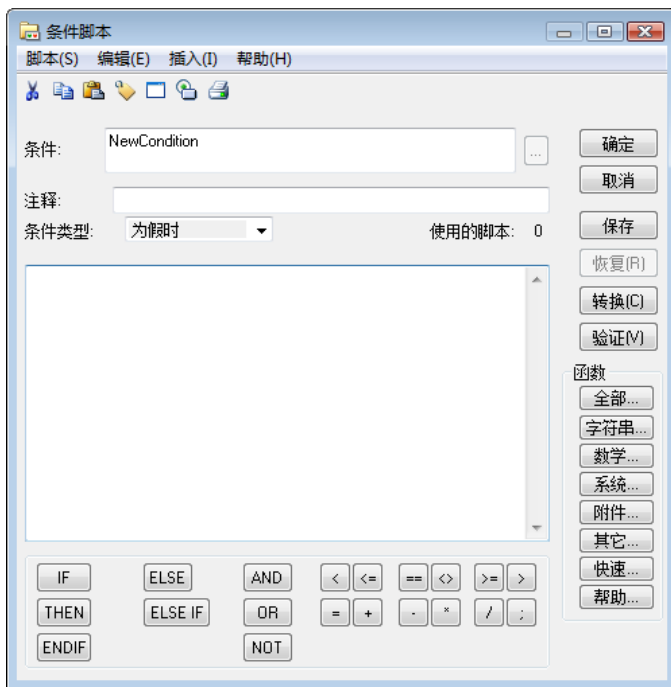 条件脚本
脚本(S) 编辑(E) 插入(I) 帮助(H)
条件: NewCondition ... 确定
取消
注释:
条件类型: 为假时 使用的脚本: 0 保存
恢复(R)
转换(C)
验证(V)
函数
全部...
字符串...
数学...
系统...
附件...
其它...
快速...
帮助...
IF ELSE AND < <= == <> >= >
THEN ELSE IF OR = + - * / ;
ENDIF NOT